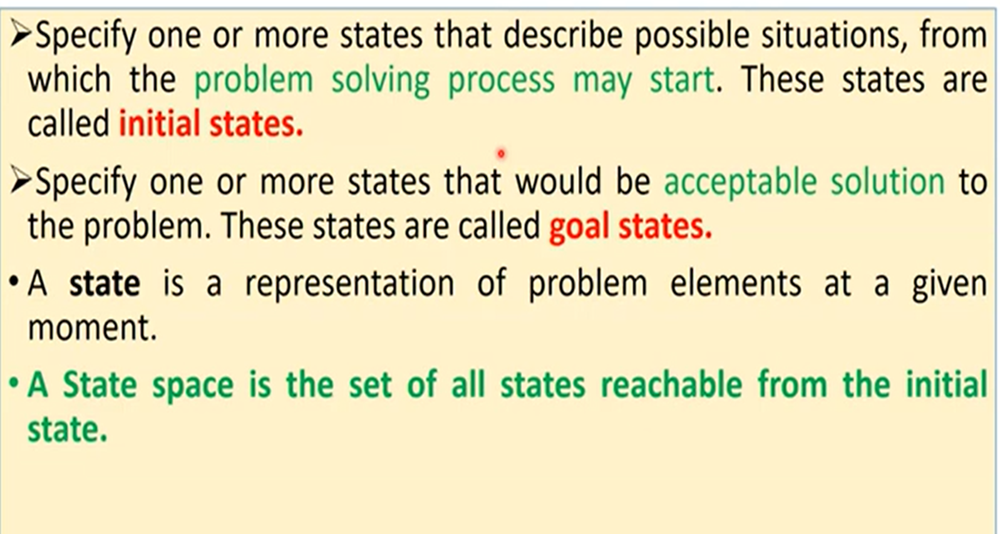 ➢Specify one or more states that describe possible situations, from
which the problem solving process may start. These states are
called initial states.
➢Specify one or more states that would be acceptable solution to
the problem. These states are called goal states.
• A state is a representation of problem elements at a given
moment.
• A State space is the set of all states reachable from the initial
state.